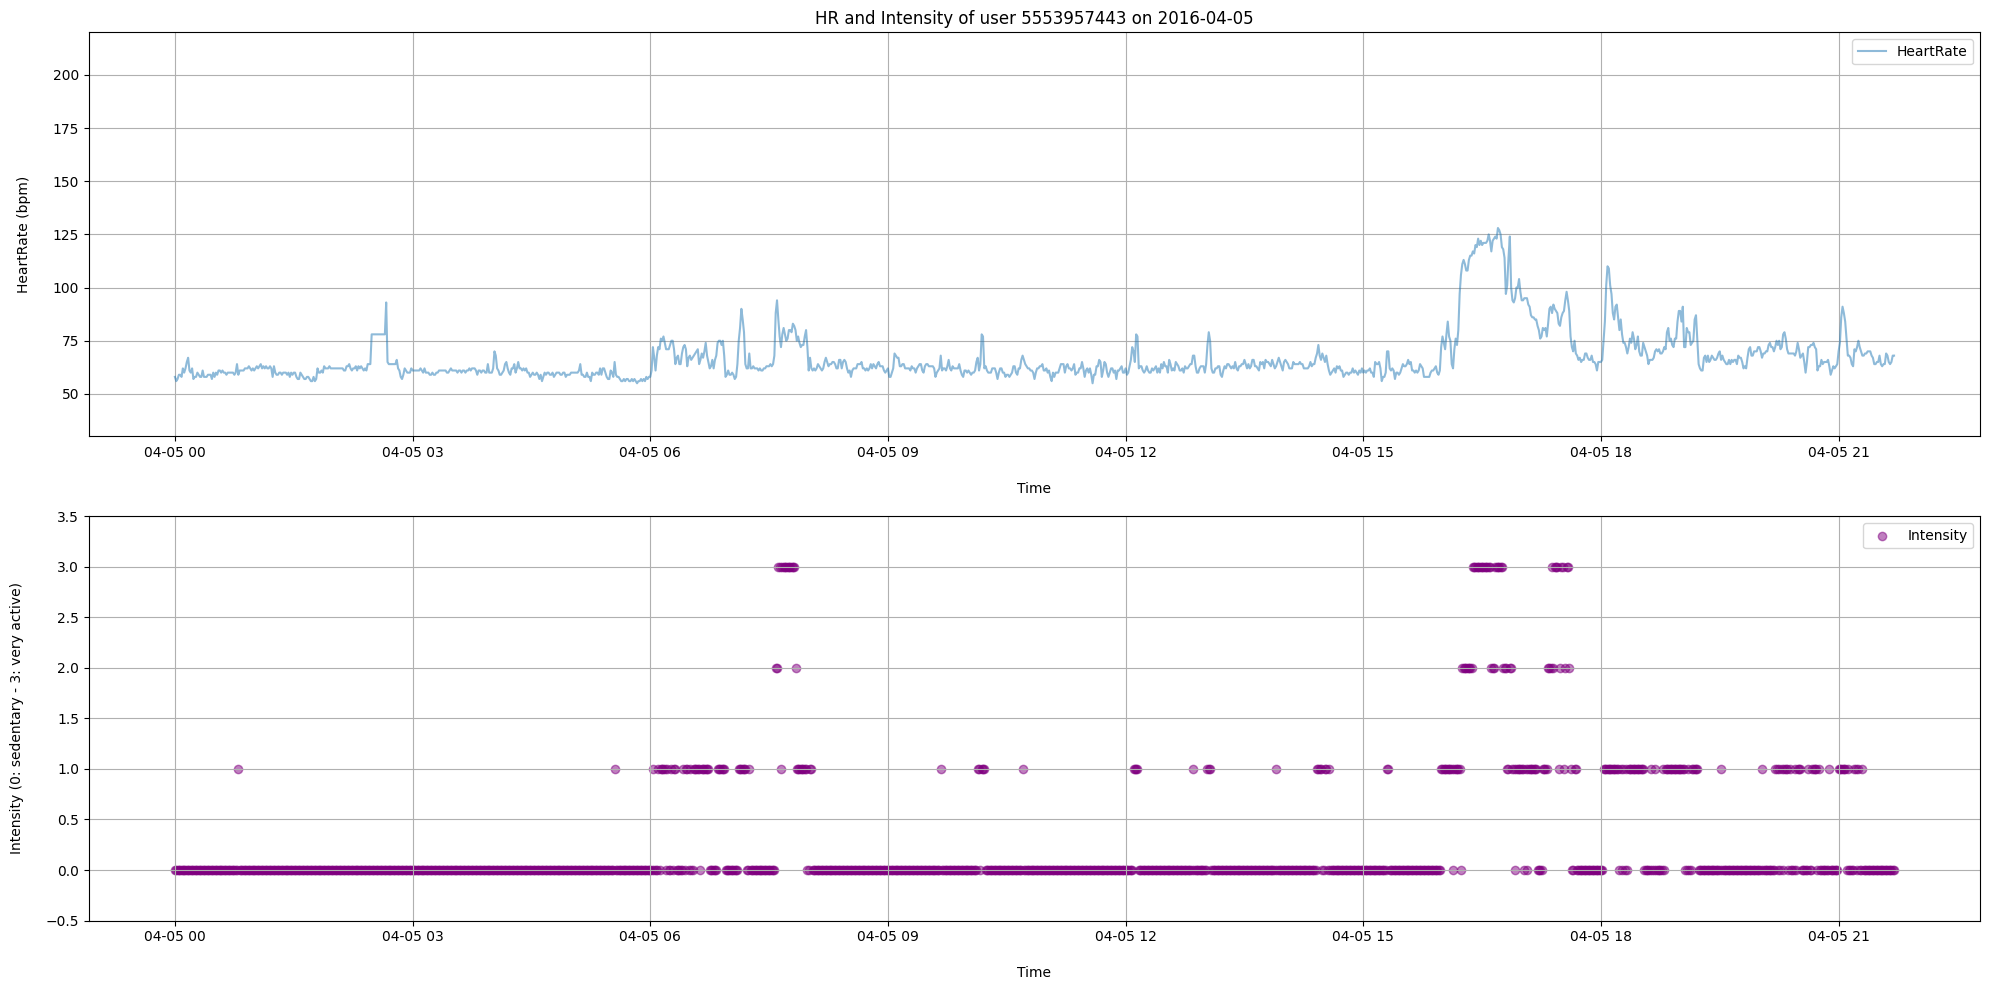 HR and Intensity of user 5553957443 on 2016-04-05
HeartRate
200
175
150
125
100
75
50
HeartRate (bpm)
04-05 00 04-05 03 04-05 06 04-05 09 04-05 12 04-05 15 04-05 18 04-05 21
Time
Intensity
3.5
3.0
2.5
2.0
1.5
1.0
0.5
0.0
−0.5
Intensity (0: sedentary - 3: very active)
04-05 00 04-05 03 04-05 06 04-05 09 04-05 12 04-05 15 04-05 18 04-05 21
Time